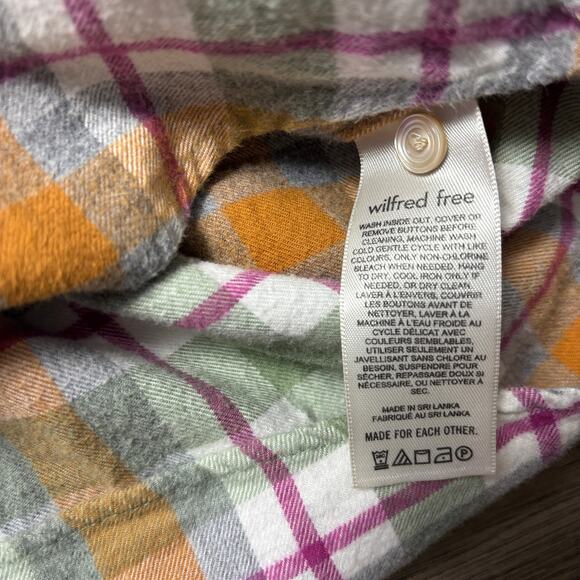 wilfred free
WASH INSIDE OUT, COVER OR
REMOVE BUTTONS BEFORE
CLEANING, MACHINE WASH
COLD GENTLE CYCLE WITH LIKE
COLOURS, ONLY NON-CHLORINE
BLEACH WHEN NEEDED, HANG
TO DRY, COOL IRON ONLY IF
NEEDED, OR DRY CLEAN.
LAVER À L'ENVERS, COUVRIR
LES BOUTONS AVANT DE
NETTOYER, LAVER À LA
MACHINE À L'EAU FROIDE AU
CYCLE DÉLICAT AVEC
COULEURS SEMBLABLES,
UTILISER SEULEMENT UN
JAVELLISANT SANS CHLORE AU
BESOIN, SUSPENDRE POUR
SÉCHER, REPASSAGE DOUX SI
NÉCESSAIRE, OU NETTOYER À
SEC.
MADE IN SRI LANKA
FABRIQUÉ AU SRI LANKA
MADE FOR EACH OTHER.